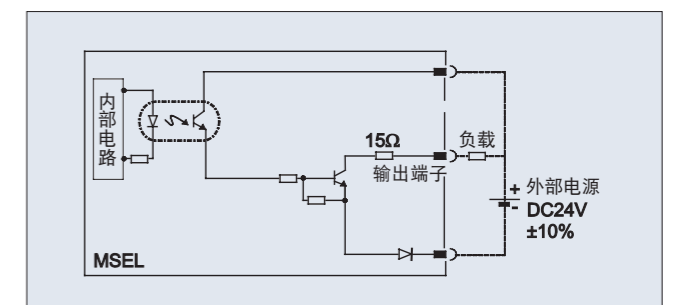 内部电路
15Ω
负载
输出端子
+ 外部电源
- DC24V
±10%
MSEL